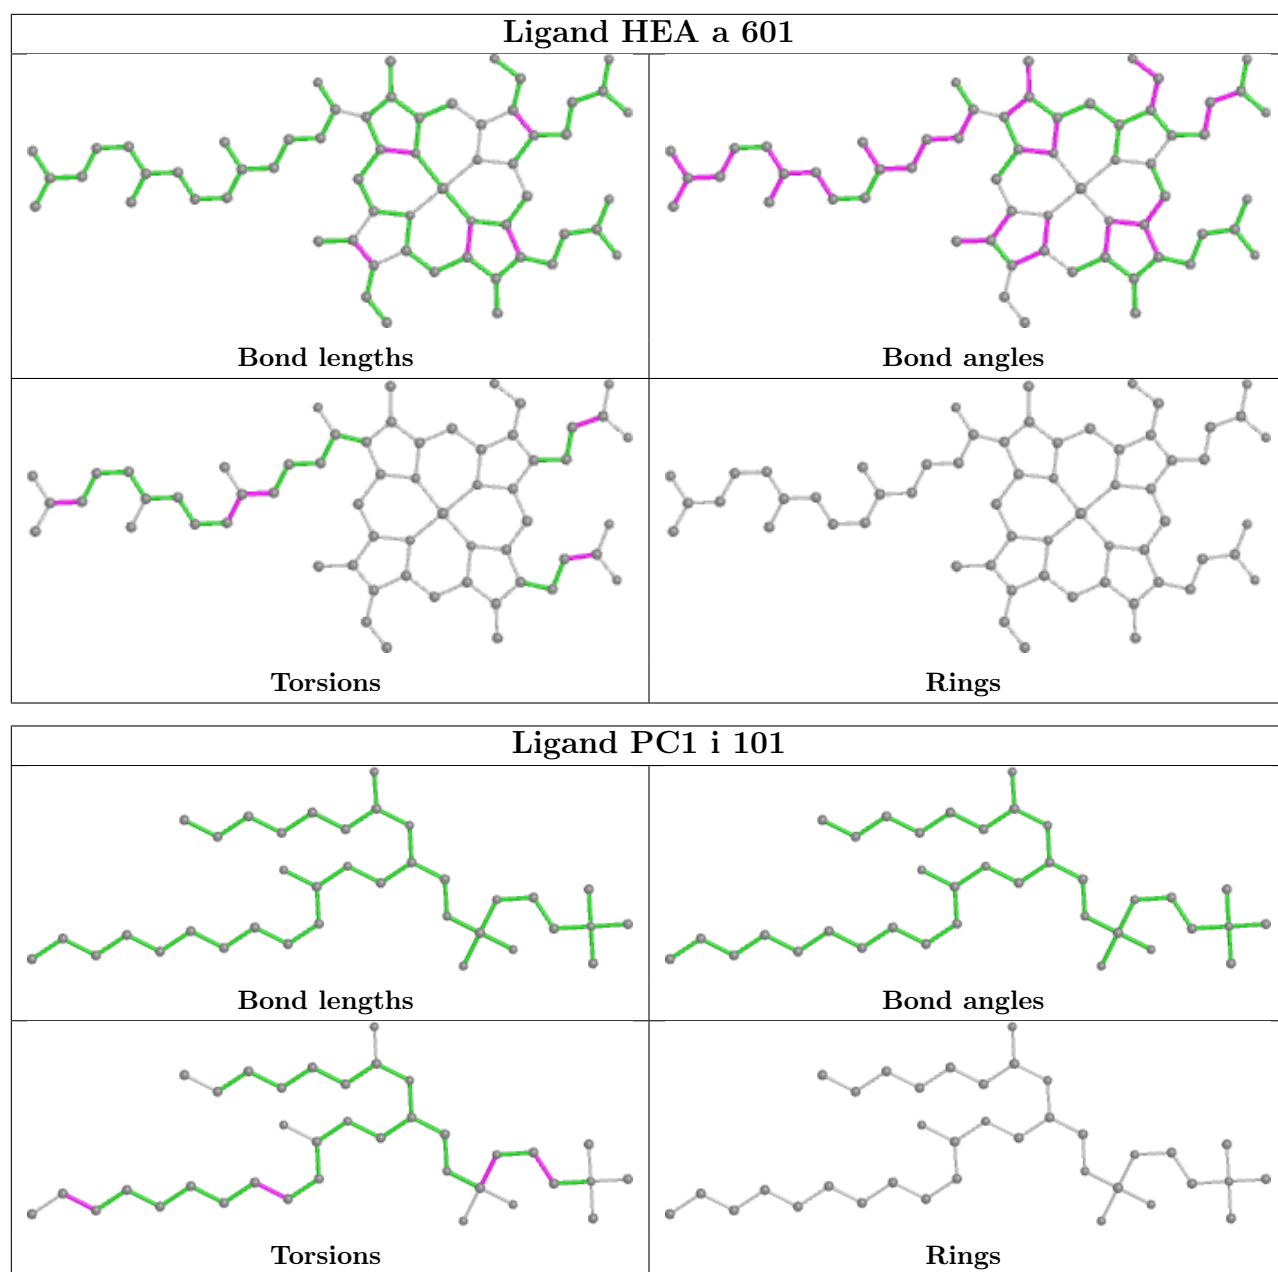 Ligand HEA a 601
Bond lengths
Bond angles
Torsions
Rings
Ligand PC1 i 101
Bond lengths
Bond angles
Torsions
Rings